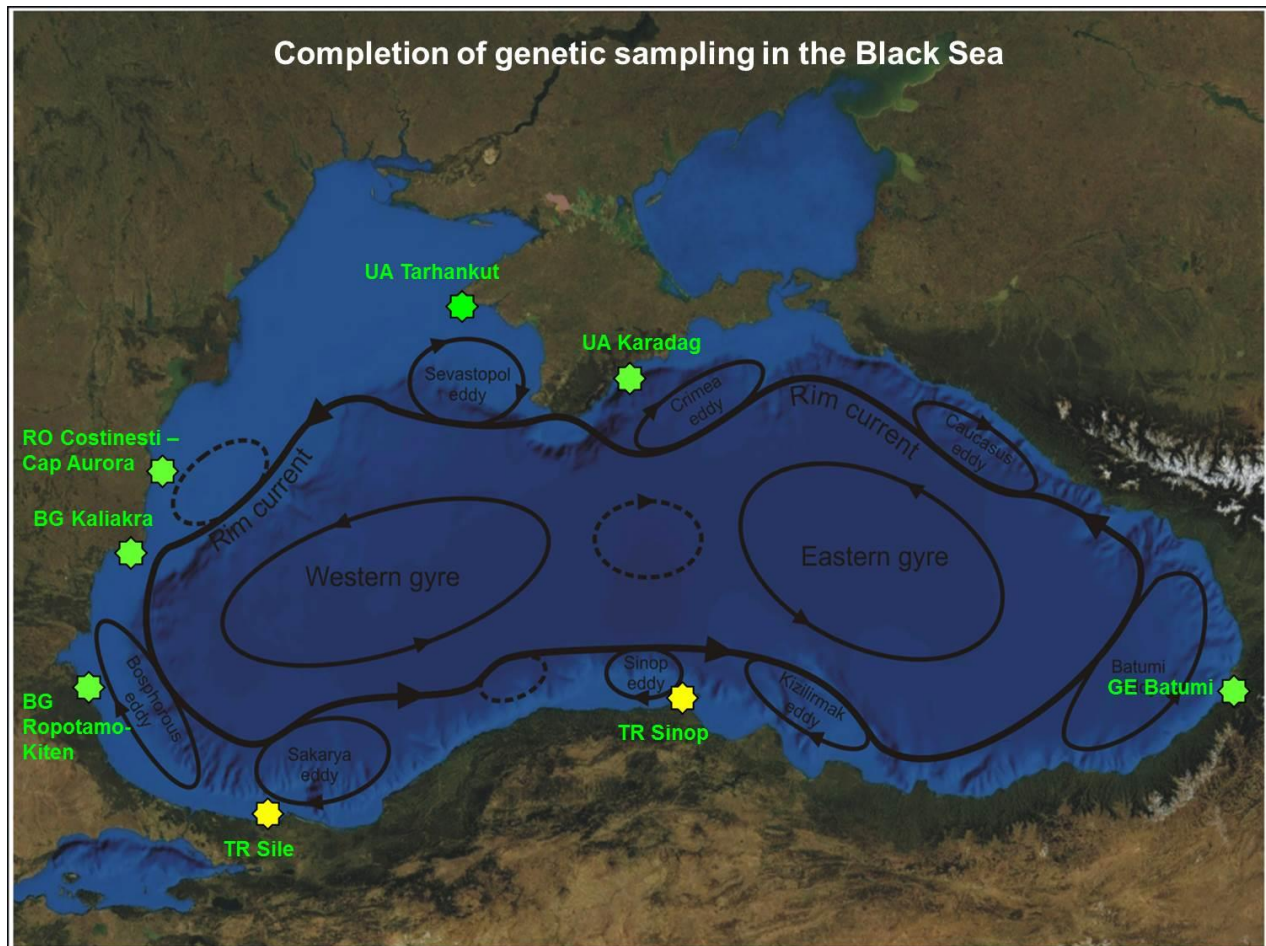 Completion of genetic sampling in the Black Sea
UA Tarhankut
UA Karadag
Sevastopol
eddy
Crimea
eddy
Rim current
Caucasus
eddy
RO Costinesti –
Cap Aurora
Rim current
BG Kaliakra
Western gyre
Eastern gyre
Bosphorous
eddy
Sinop
eddy
Kizilirmak
eddy
Batumi
GE Batumi
BG
Ropotamo-
Kiten
TR Sinop
Sakarya
eddy
TR Sile